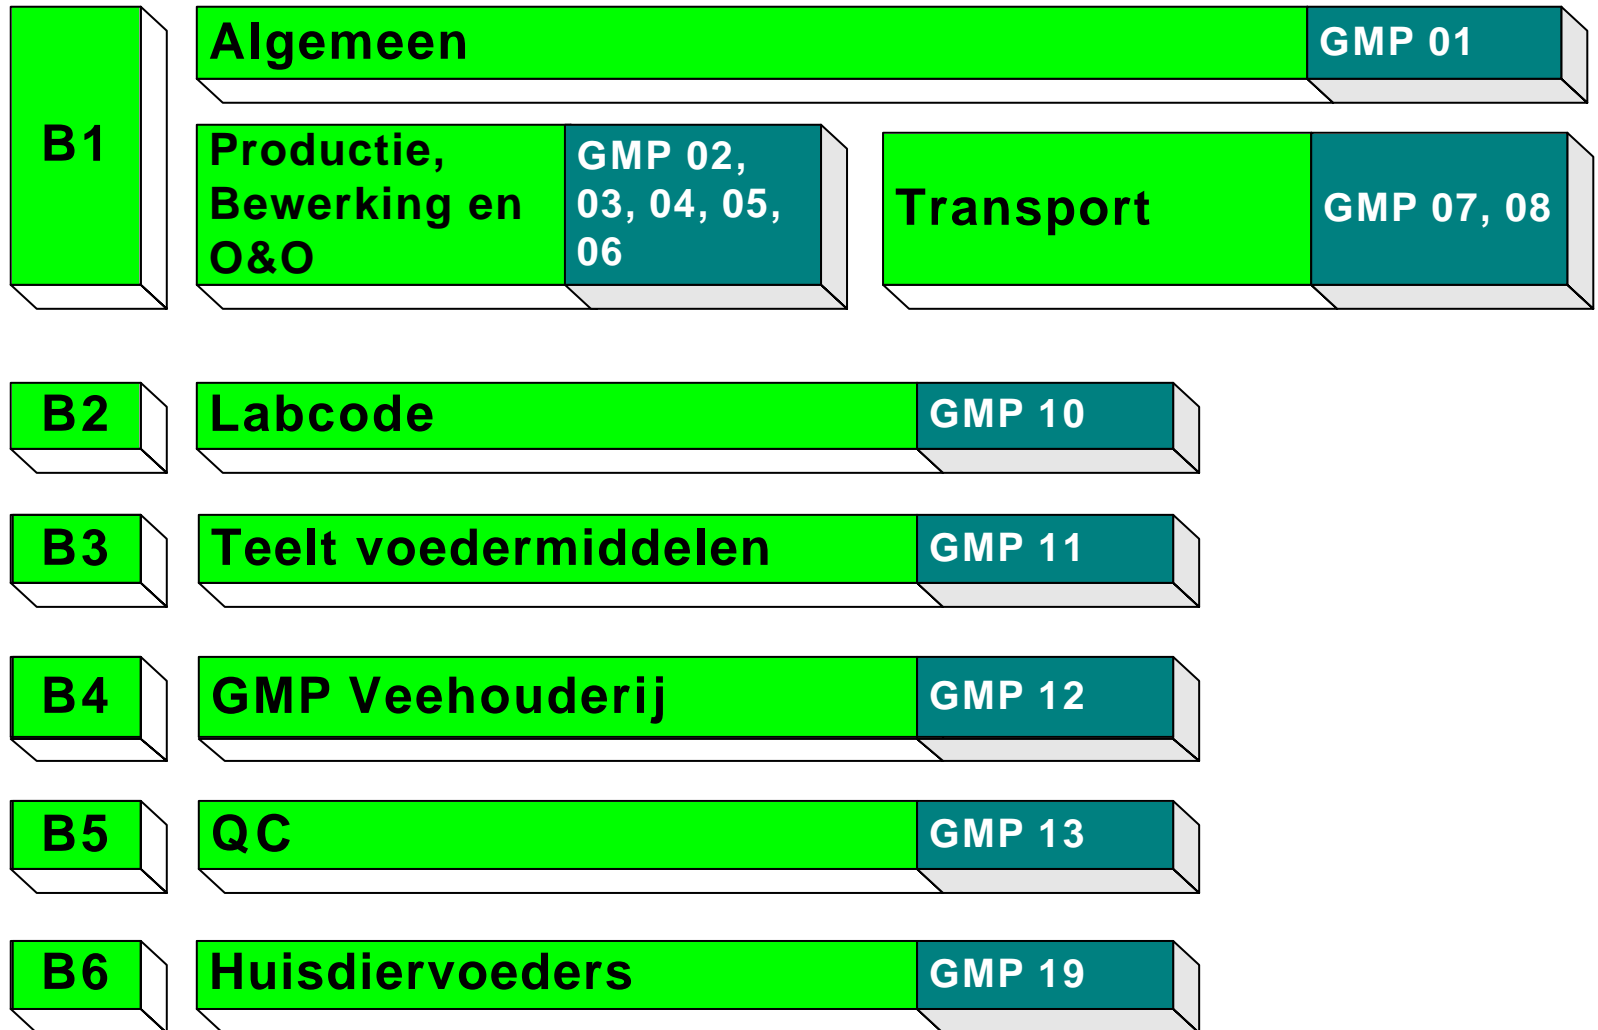 B1
Algemeen
GMP 01
Productie,
Bewerking en
O&O
GMP 02,
03, 04, 05,
06
Transport
GMP 07, 08
B2
Labcode
GMP 10
B3
Teelt voedermiddelen
GMP 11
B4
GMP Veehouderij
GMP 12
B5
QC
GMP 13
B6
Huisdiervoeders
GMP 19